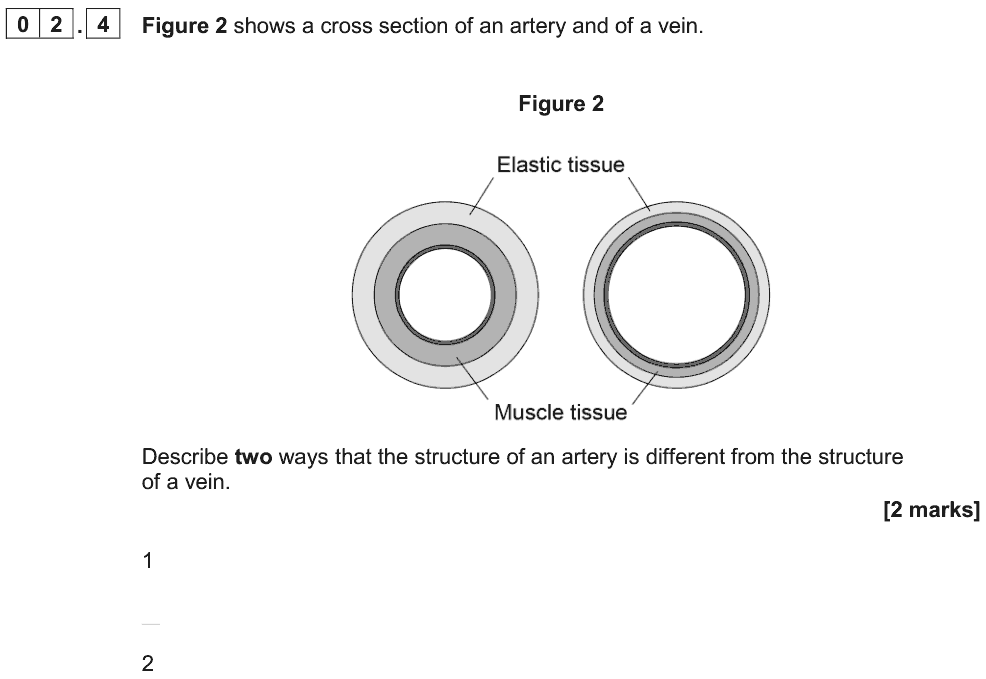 0 2 . 4 Figure 2 shows a cross section of an artery and of a vein.
Figure 2
Elastic tissue
Muscle tissue
Describe two ways that the structure of an artery is different from the structure
of a vein.
[2 marks]
1
2